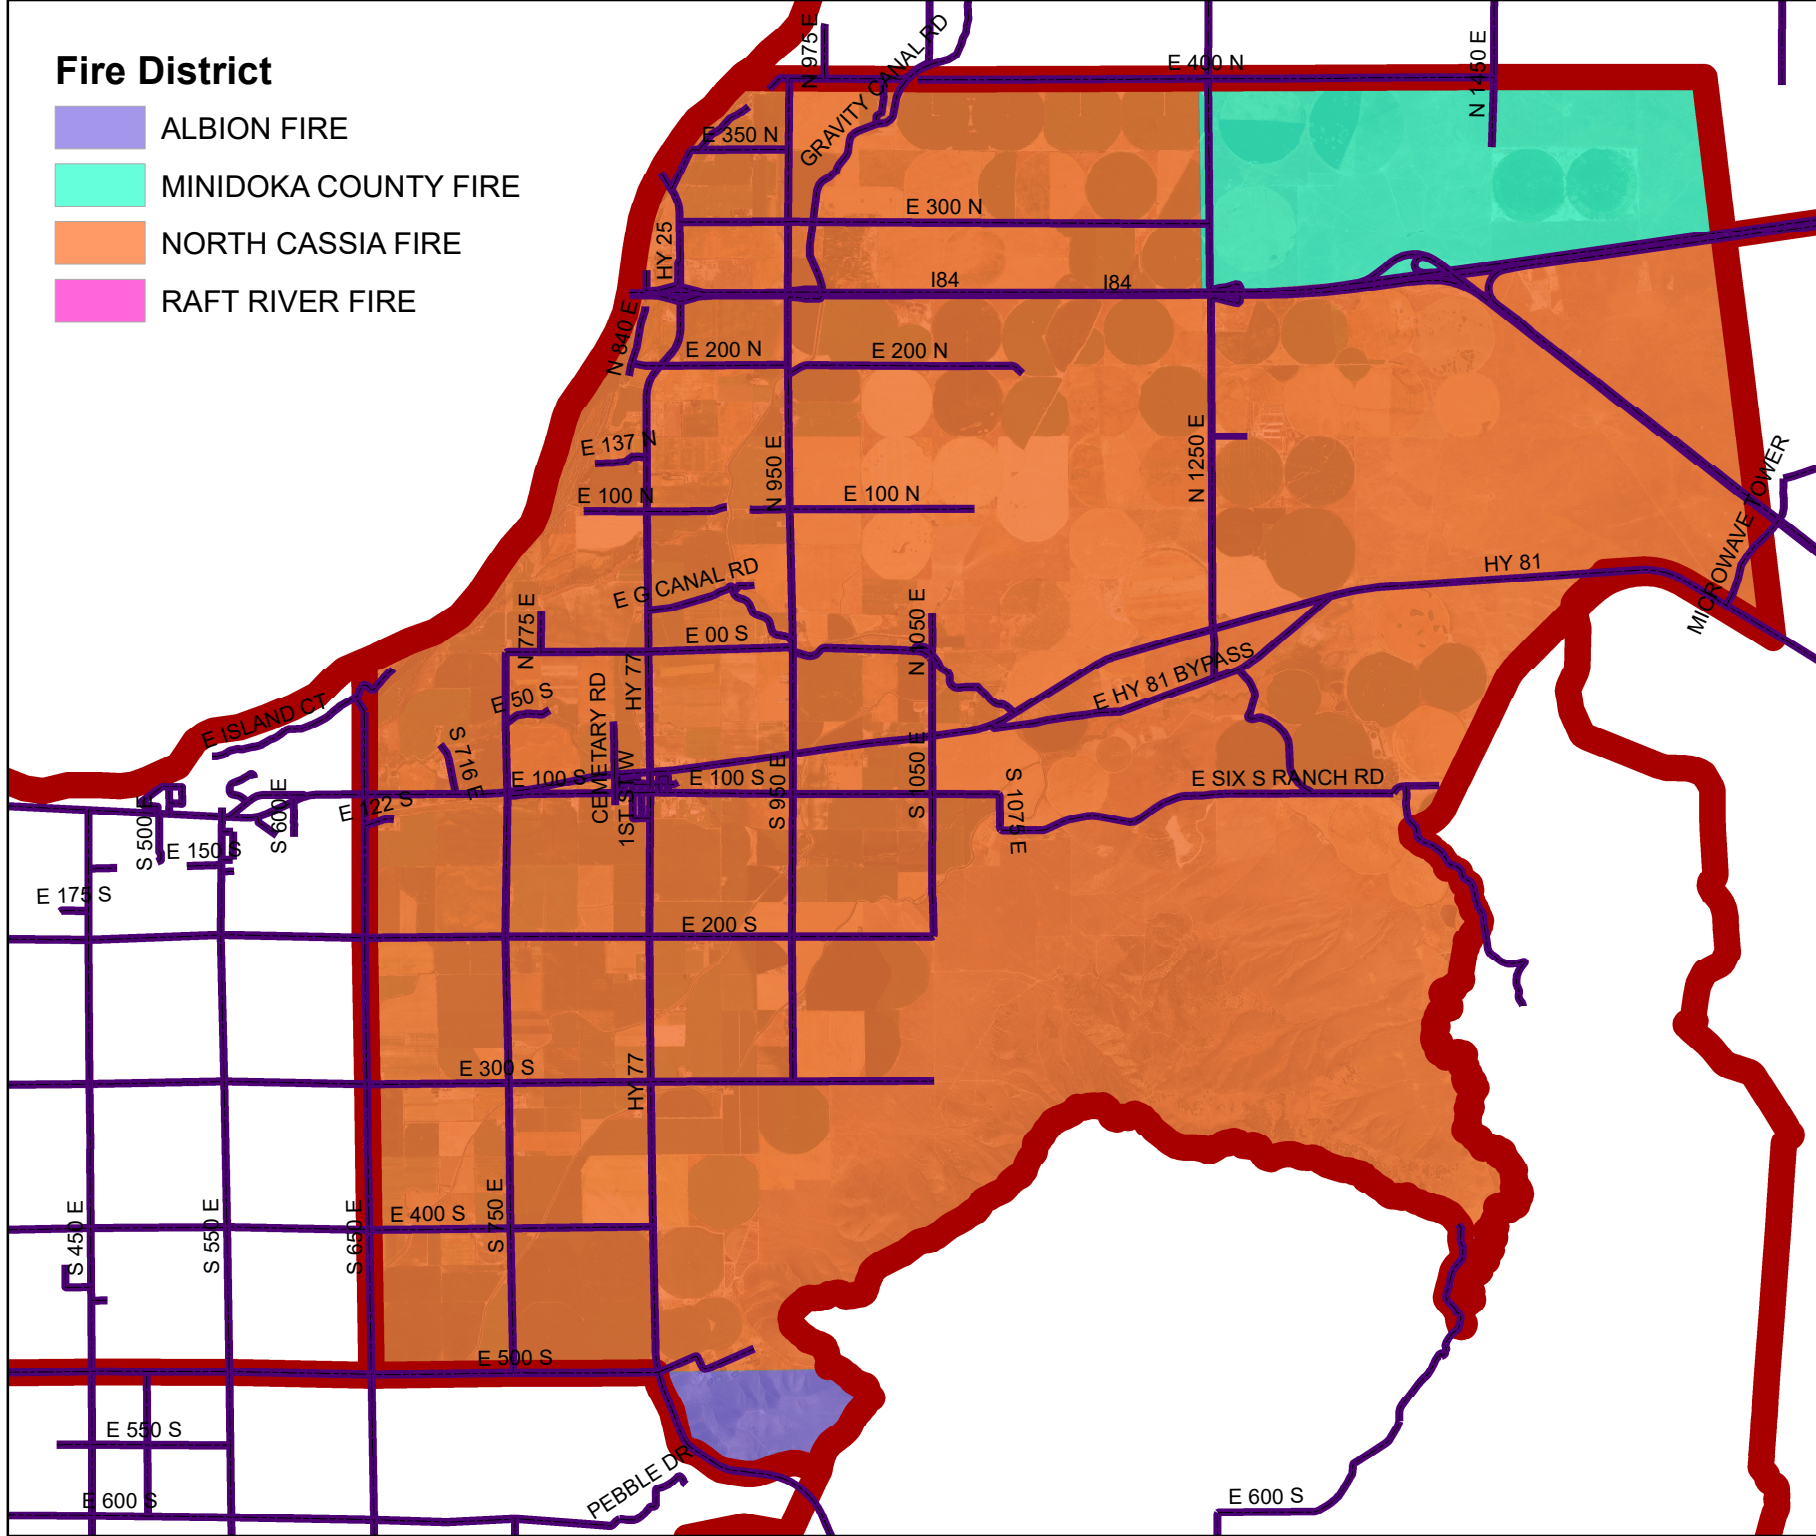 Fire District
ALBION FIRE
MINIDOKA COUNTY FIRE
NORTH CASSIA FIRE
RAFT RIVER FIRE
N 975 E
GRAVITY CANAL RD
E 400 N
N 1450 E
E 350 N
E 300 N
HY 25
I84
I84
N 840 E
E 200 N
E 200 N
E 137 N
N 950 E
N 1250 E
E 100 N
E 100 N
MICROWAVE TOWER
HY 81
E G CANAL RD
N 775 E
E 00 S
N 1050 E
HY 77
E HY 81 BYPASS
CEMETARY RD
E 50 S
E ISLAND CT
S 716 E
E 100 S
E 100 S
S 950 E
S 1050 E
S 1075 E
E SIX S RANCH RD
1ST ST W
E 122 S
S 600 E
S 500 E
E 150 S
E 175 S
E 200 S
E 300 S
HY 77
S 450 E
S 550 E
S 650 E
E 400 S
S 750 E
E 500 S
E 550 S
PEBBLE DR
E 600 S
E 600 S